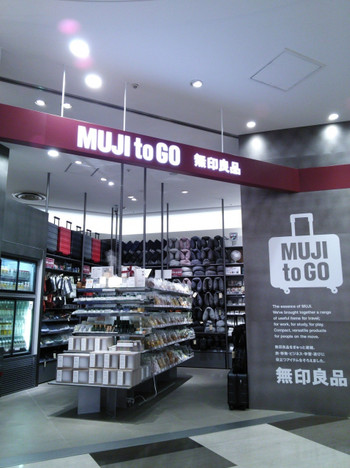 MUJI to GO 無印良品
MUJI
to GO
The essence of MUJI.
We've brought together a range
of useful items for travel,
for work, for study, for play.
Compact, versatile products
for people on the move.
無印良品